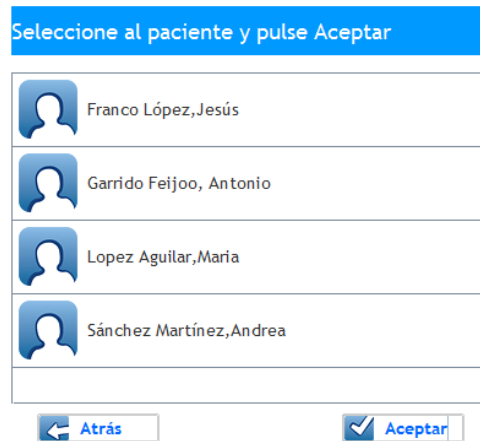 Seleccione al paciente y pulse Aceptar
Franco López,Jesús
Garrido Feijoo, Antonio
Lopez Aguilar,Maria
Sánchez Martínez,Andrea
Atrás
Aceptar